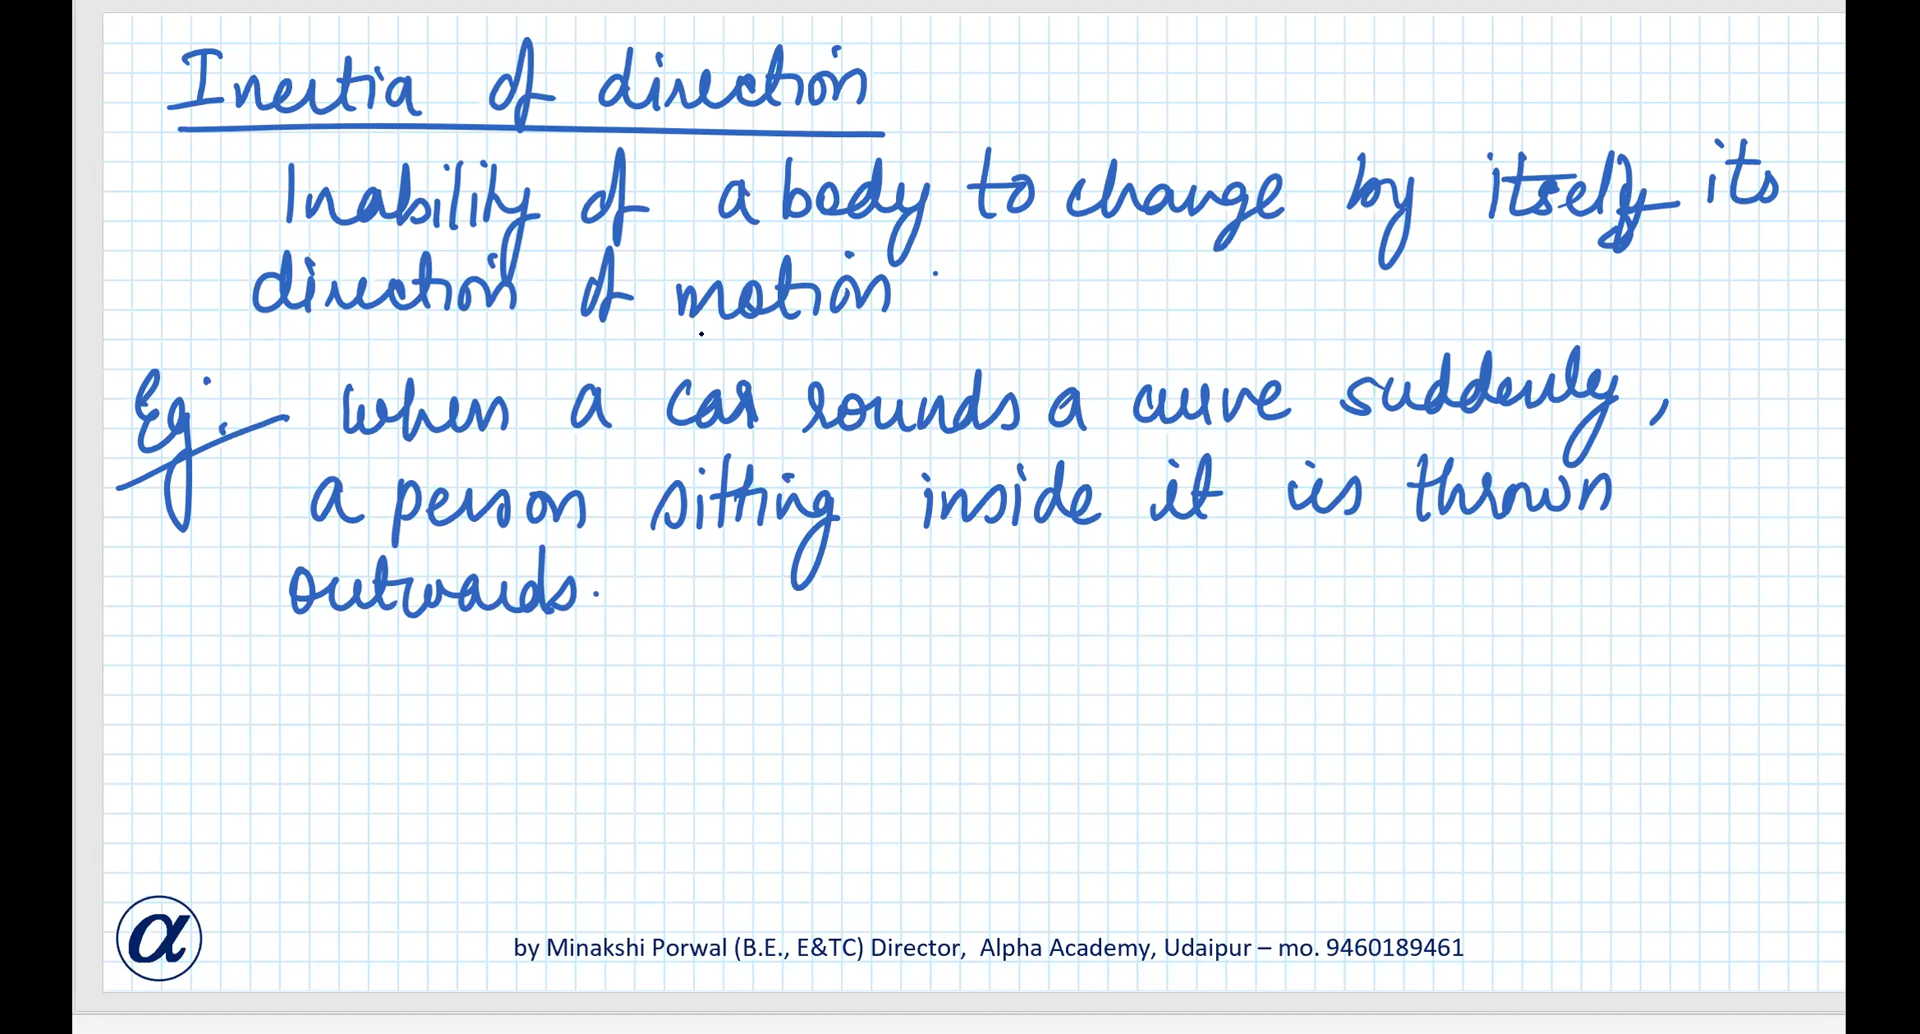 Inertia of direction
Inability of a body to change by itself its
direction of motion.
Eg:- When a car rounds a curve suddenly,
a person sitting inside it is thrown
outwards.
α
by Minakshi Porwal (B.E., E&TC) Director, Alpha Academy, Udaipur – mo. 9460189461